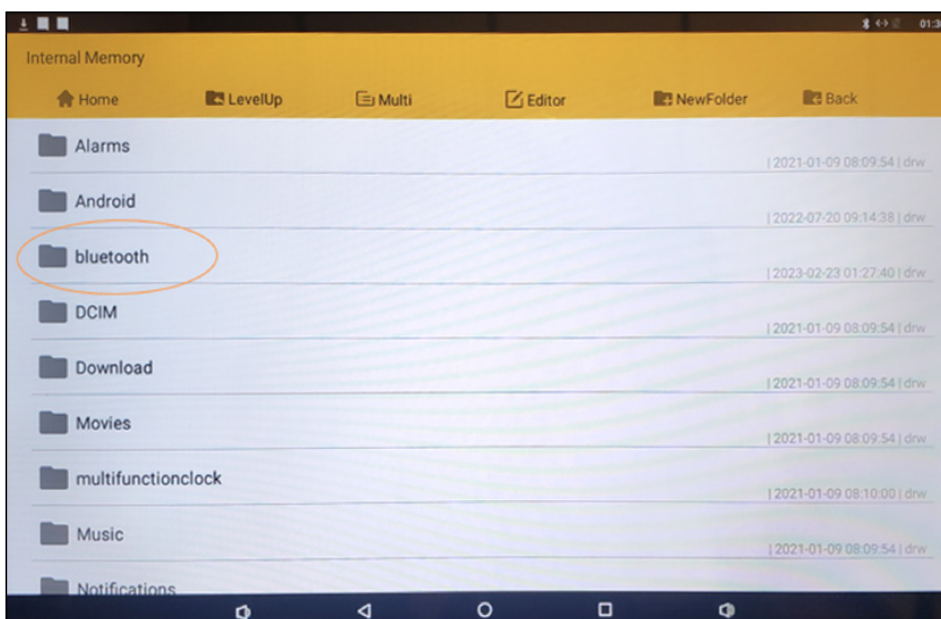 01:3
Internal Memory
Home LevelUp Multi Editor NewFolder Back
Alarms
| 2021-01-09 08:09:54 | drw
Android
| 2022-07-20 09:14:38 | drw
bluetooth
| 2023-02-23 01:27:40 | drw
DCIM
| 2021-01-09 08:09:54 | drw
Download
| 2021-01-09 08:09:54 | drw
Movies
| 2021-01-09 08:09:54 | drw
multifunctionclock
| 2021-01-09 08:10:00 | drw
Music
| 2021-01-09 08:09:54 | drw
Notifications